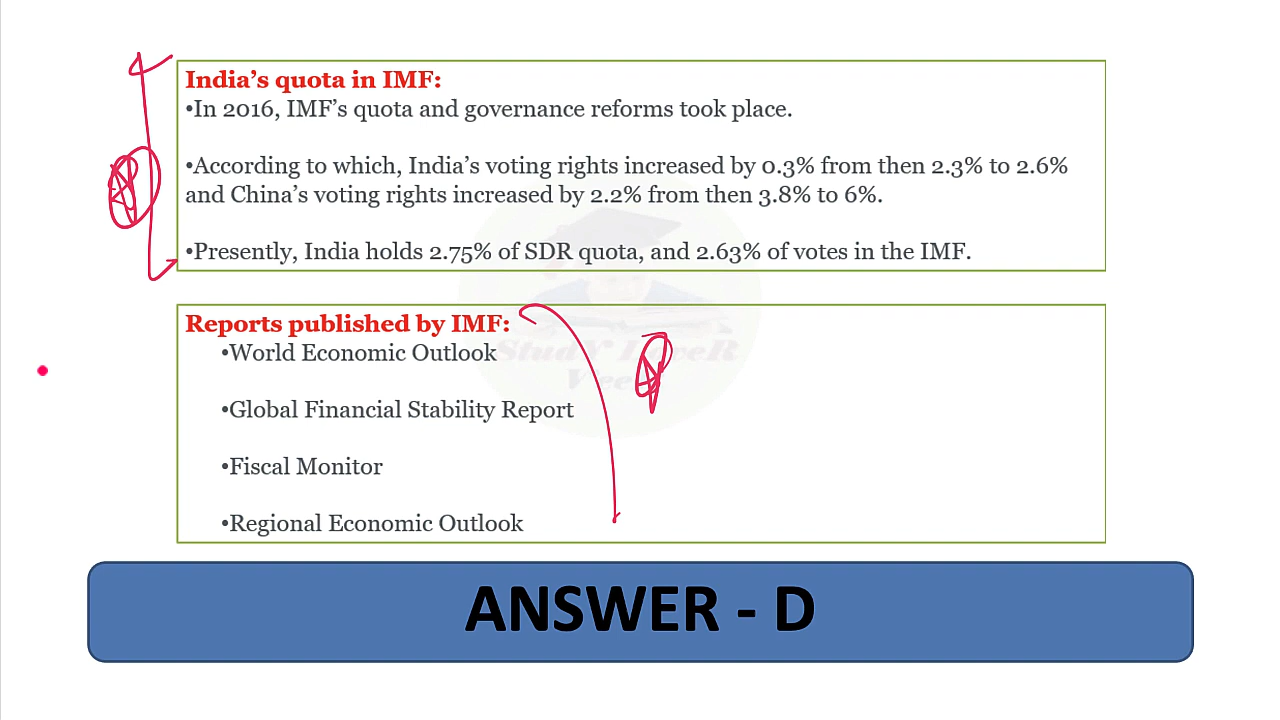 India's quota in IMF:
•In 2016, IMF's quota and governance reforms took place.
•According to which, India's voting rights increased by 0.3% from then 2.3% to 2.6%
and China's voting rights increased by 2.2% from then 3.8% to 6%.
•Presently, India holds 2.75% of SDR quota, and 2.63% of votes in the IMF.
Reports published by IMF:
•World Economic Outlook
StudY LoveR
Veer
•Global Financial Stability Report
•Fiscal Monitor
•Regional Economic Outlook
ANSWER - D